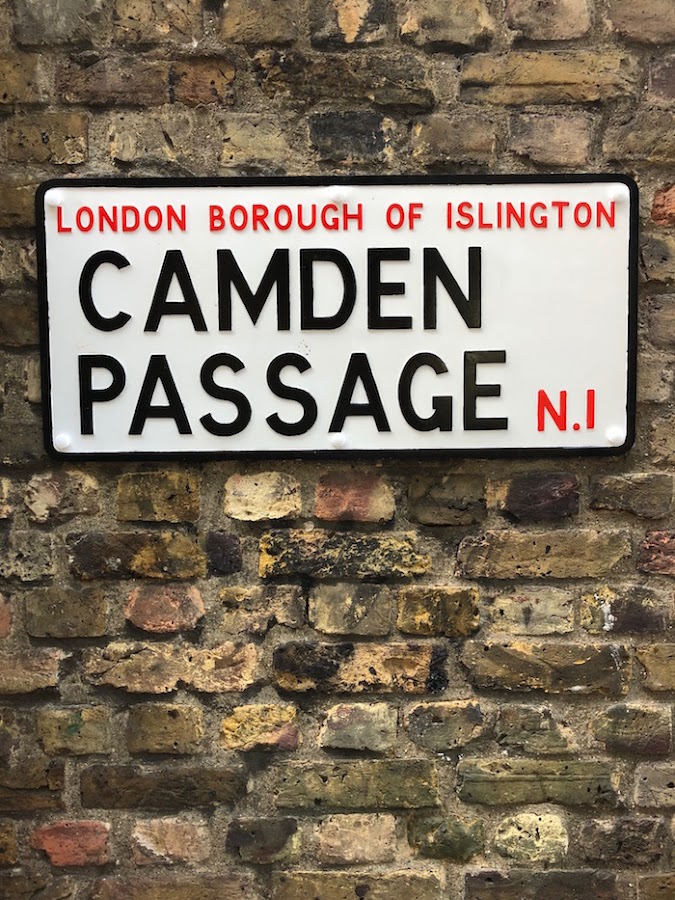 LONDON BOROUGH OF ISLINGTON
CAMDEN
PASSAGE N.1